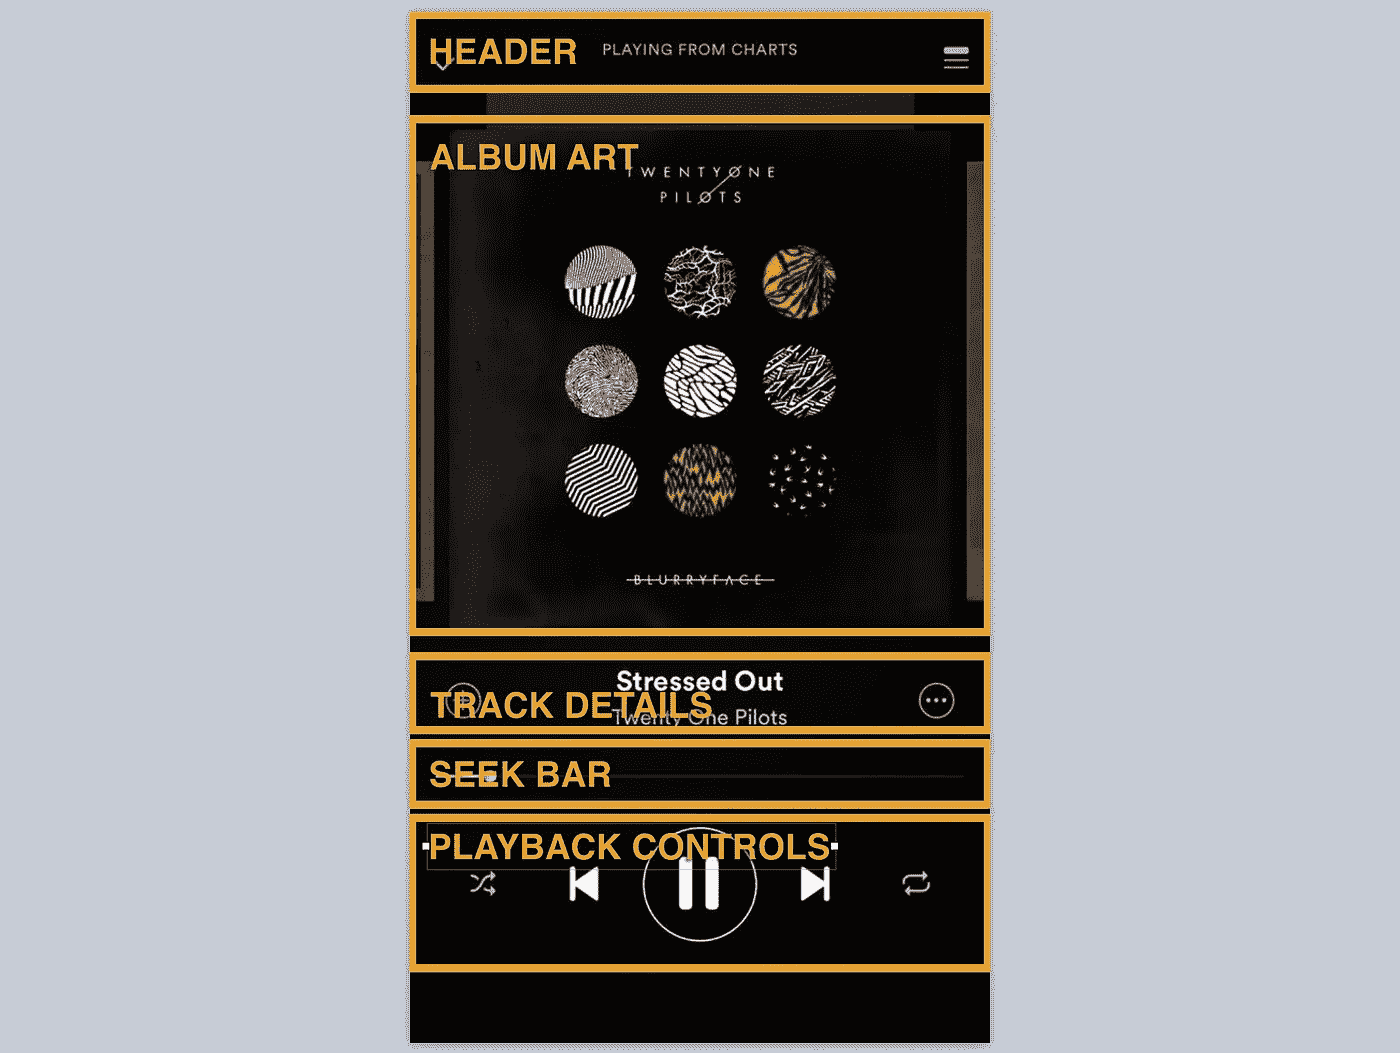 HEADER
PLAYING FROM CHARTS
ALBUM ART
TWENTY ONE
PILOTS
BLURRYFACE
Stressed Out
TRACK DETAILS
Twenty One Pilots
SEEK BAR
PLAYBACK CONTROLS